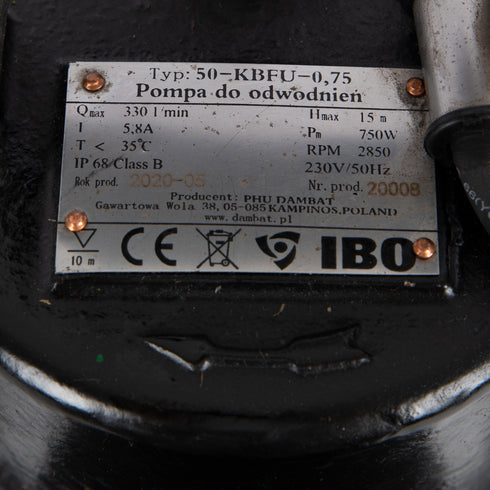 Typ: 50-KBFU-0,75
Pompa do odwodnień
Qmax 330 l/min Hmax 15 m
I 5,8A Pm 750W
T < 35°C RPM 2850
IP 68/Class B 230V/50Hz
Rok prod. 2020-05 Nr. prod. 20008
Producent: PHU DAMBAT
Gawartowa Wola 38, 05-085 KAMPINOS, POLAND
www.dambat.pl
10 m CE IBO